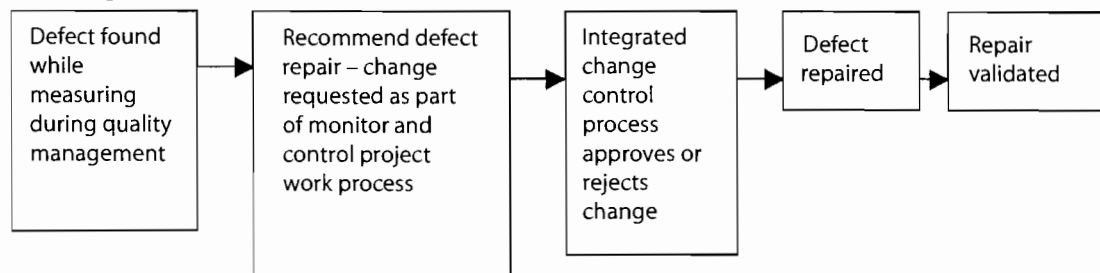 Defect found
while
measuring
during quality
management
Recommend defect
repair – change
requested as part
of monitor and
control project
work process
Integrated
change
control
process
approves or
rejects
change
Defect
repaired
Repair
validated